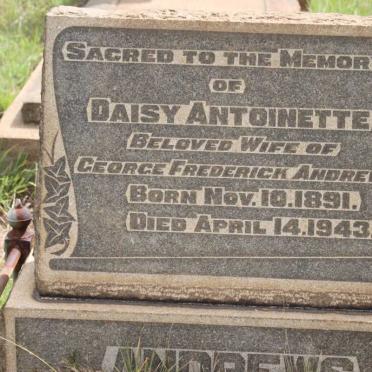 SACRED TO THE MEMOR
OF
DAISY ANTOINETTE
BELOVED WIFE OF
GEORGE FREDERICK ANDRE
BORN NOV. 10. 1891.
DIED APRIL 14. 1943
ANDREWS